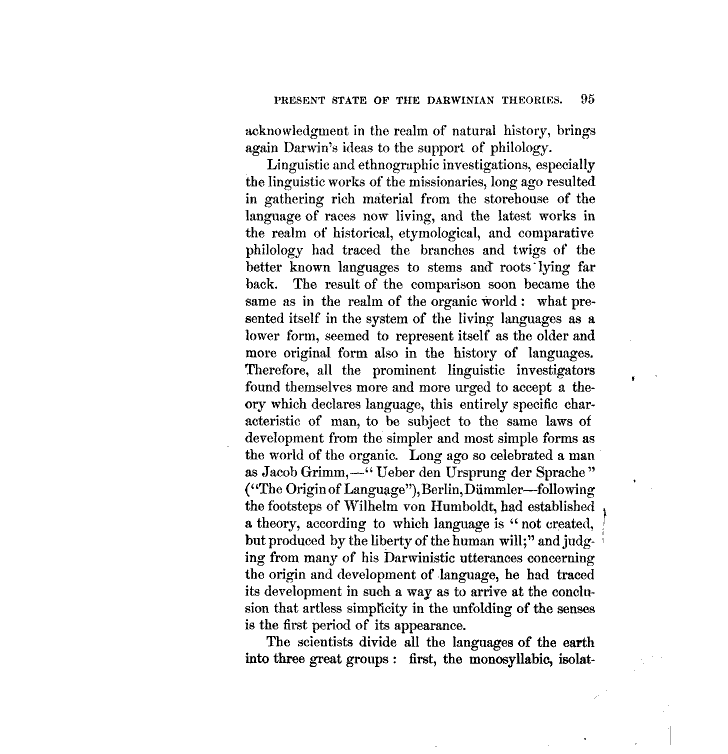 PRESENT STATE OF THE DARWINIAN THEORIES. 95
acknowledgment in the realm of natural history, brings
again Darwin's ideas to the support of philology.
Linguistic and ethnographic investigations, especially
the linguistic works of the missionaries, long ago resulted
in gathering rich material from the storehouse of the
language of races now living, and the latest works in
the realm of historical, etymological, and comparative
philology had traced the branches and twigs of the
better known languages to stems and roots lying far
back. The result of the comparison soon became the
same as in the realm of the organic world: what pre-
sented itself in the system of the living languages as a
lower form, seemed to represent itself as the older and
more original form also in the history of languages.
Therefore, all the prominent linguistic investigators
found themselves more and more urged to accept a the-
ory which declares language, this entirely specific char-
acteristic of man, to be subject to the same laws of
development from the simpler and most simple forms as
the world of the organic. Long ago so celebrated a man
as Jacob Grimm,—"Ueber den Ursprung der Sprache"
("The Origin of Language"), Berlin, Dümmler—following
the footsteps of Wilhelm von Humboldt, had established
a theory, according to which language is "not created,
but produced by the liberty of the human will;" and judg-
ing from many of his Darwinistic utterances concerning
the origin and development of language, he had traced
its development in such a way as to arrive at the conclu-
sion that artless simplicity in the unfolding of the senses
is the first period of its appearance.
The scientists divide all the languages of the earth
into three great groups: first, the monosyllabic, isolat-